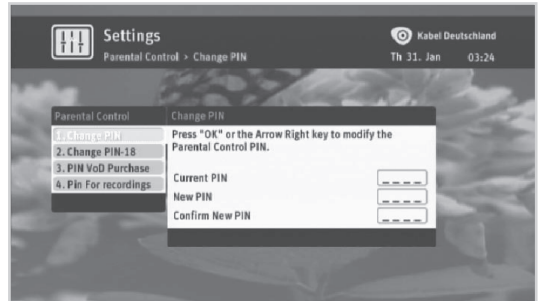 Settings
Kabel Deutschland
Parental Control > Change PIN
Th 31. Jan 03:24
Parental Control
Change PIN
1. Change PIN
2. Change PIN-18
3. PIN VoD Purchase
4. Pin For recordings
Press "OK" or the Arrow Right key to modify the
Parental Control PIN.
Current PIN
New PIN
Confirm New PIN